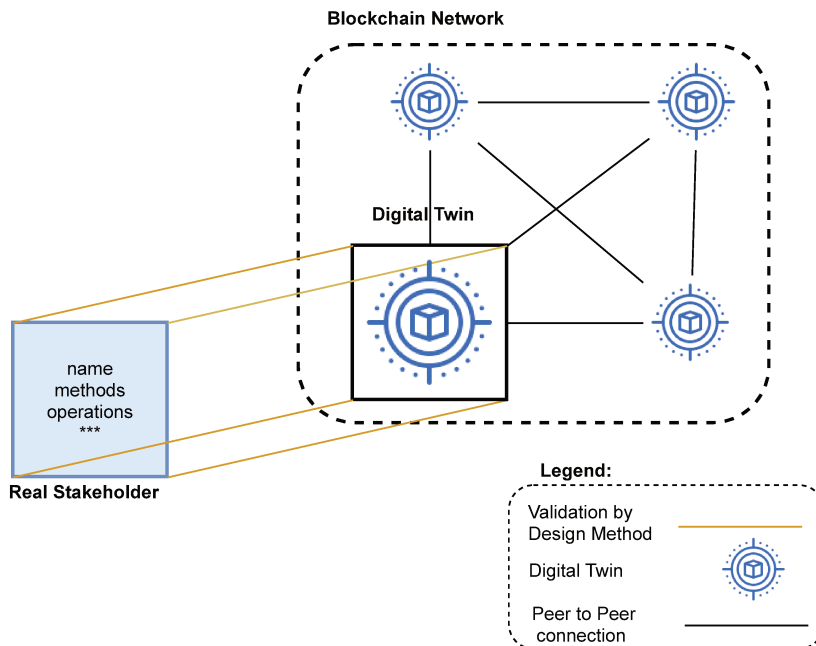 Blockchain Network
Digital Twin
name
methods
operations
***
Real Stakeholder
Legend:
Validation by
Design Method
Digital Twin
Peer to Peer
connection